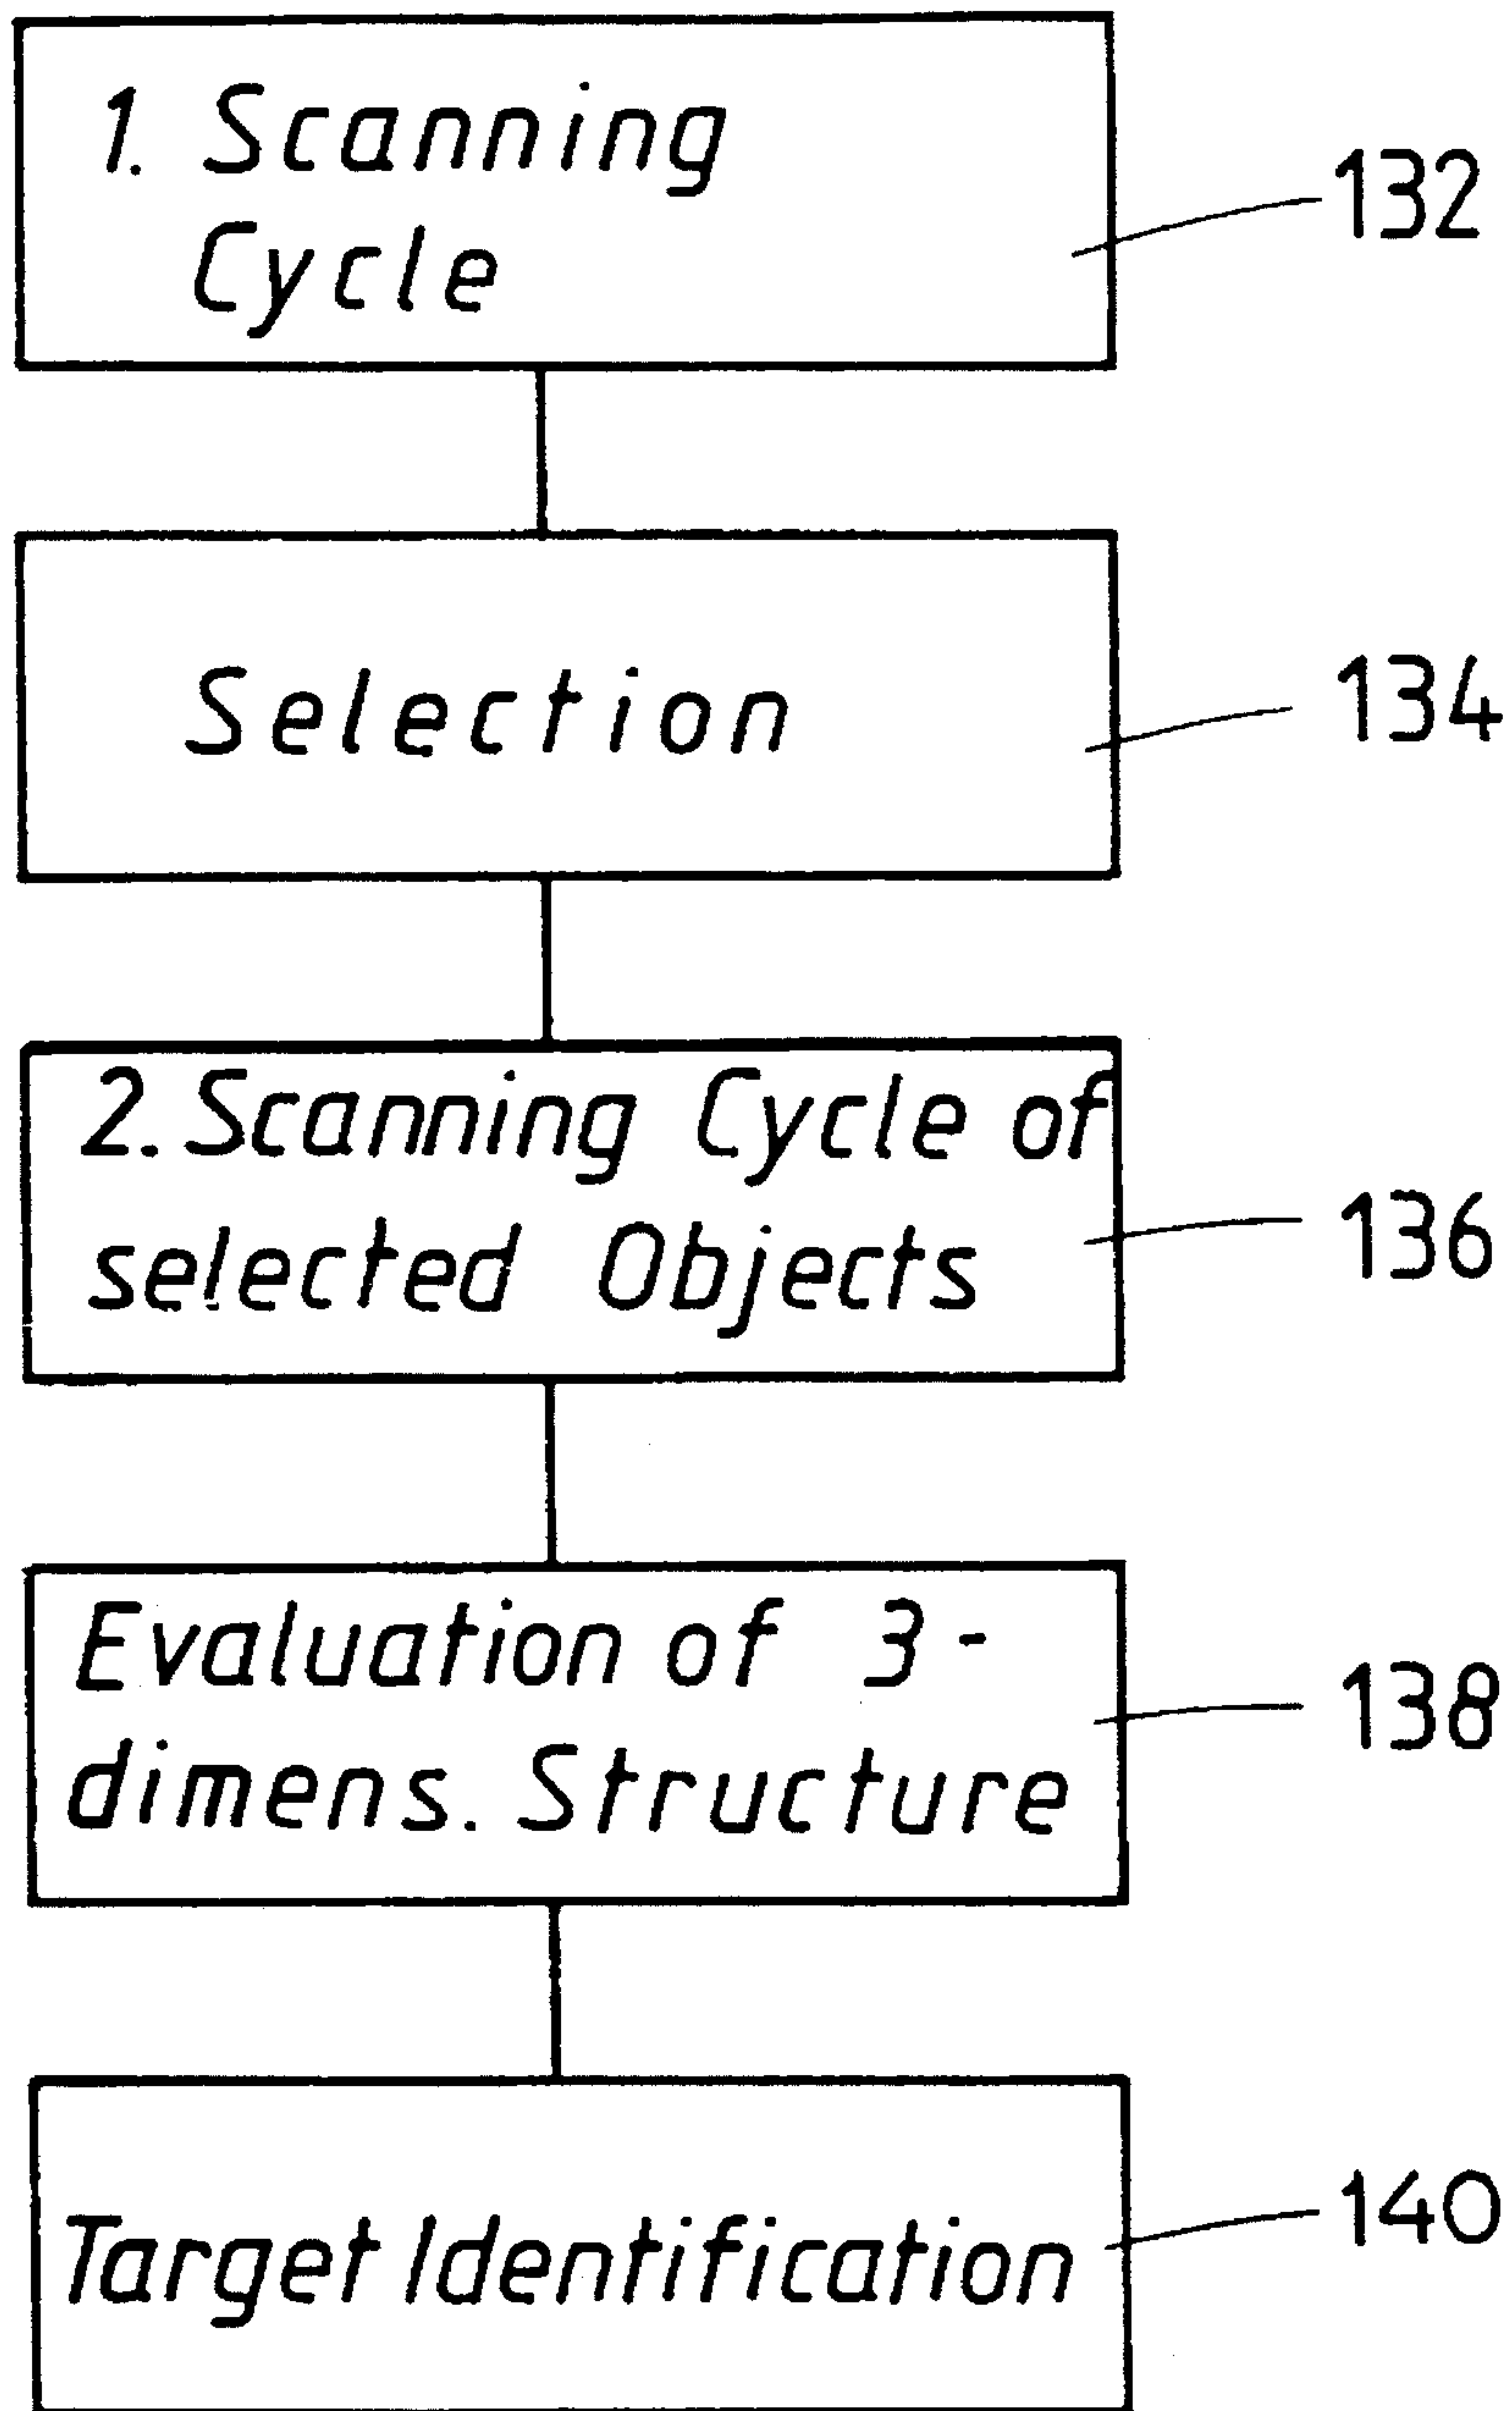 1. Scanning
Cycle
132
Selection
134
2. Scanning Cycle of
selected Objects
136
Evaluation of 3-
dimens. Structure
138
Target Identification
140